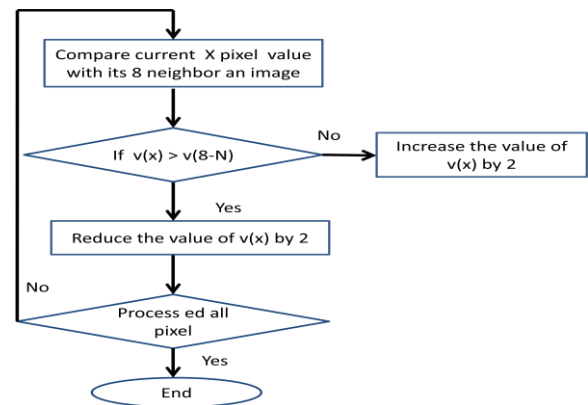 Compare current X pixel value
with its 8 neighbor an image
No
If v(x) > v(8-N)
Increase the value of
v(x) by 2
Yes
Reduce the value of v(x) by 2
No
Process ed all
pixel
Yes
End